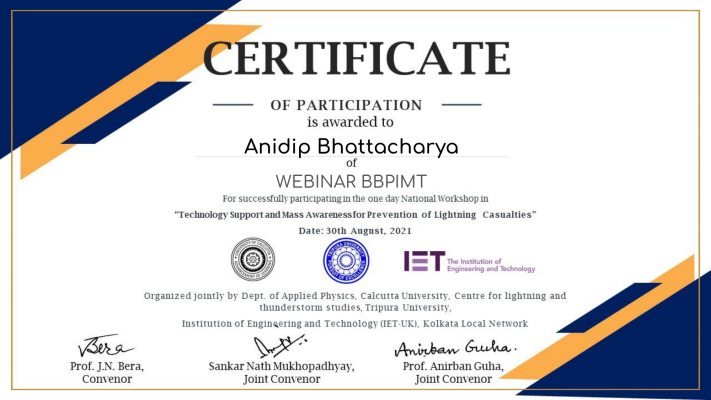 CERTIFICATE
OF PARTICIPATION
is awarded to
Anidip Bhattacharya
of
WEBINAR BBPIMT
For successfully participating in the one day National Workshop in
"Technology Support and Mass Awareness for Prevention of Lightning Casualties"
Date: 30th August, 2021
IET The Institution of
Engineering and Technology
Organized jointly by Dept. of Applied Physics, Calcutta University, Centre for lightning and
thunderstorm studies, Tripura University,
Institution of Engineering and Technology (IET-UK), Kolkata Local Network
Bera
Anirban Guha.
Prof. J.N. Bera,
Convenor
Sankar Nath Mukhopadhyay,
Joint Convenor
Prof. Anirban Guha,
Joint Convenor